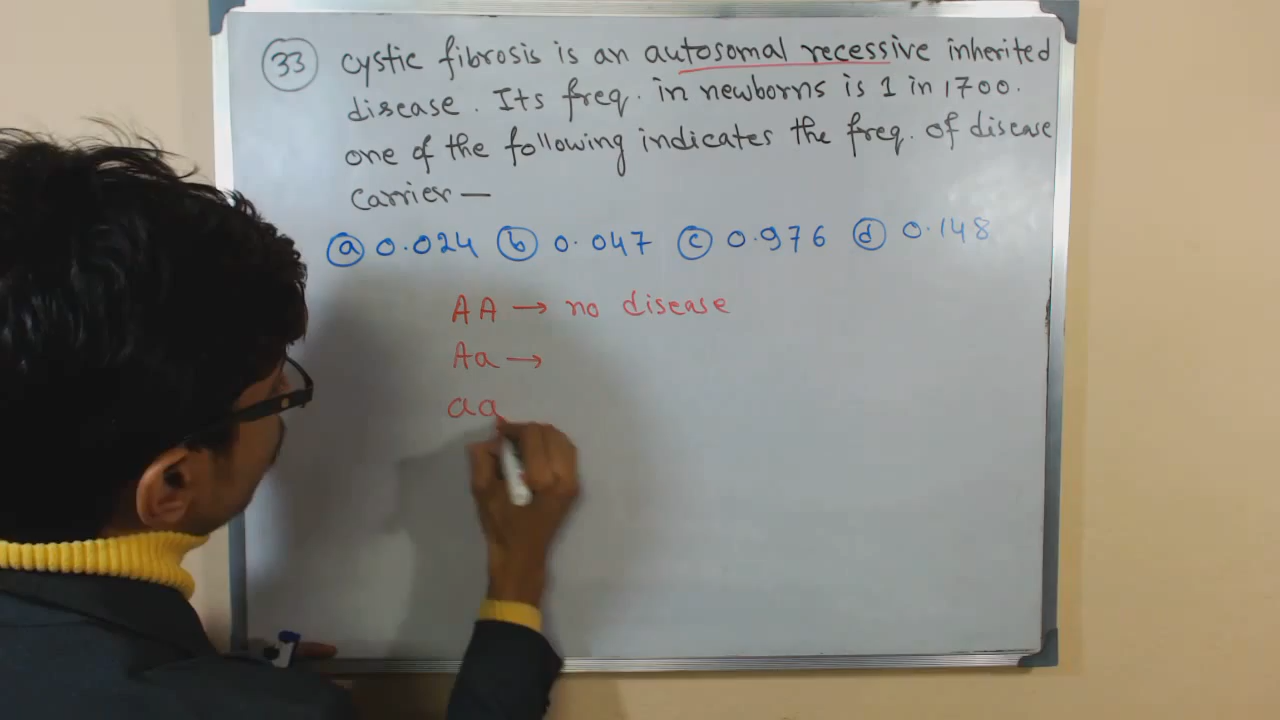 33 Cystic fibrosis is an autosomal recessive inherited
disease. Its freq. in newborns is 1 in 1700.
one of the following indicates the freq. of disease
carrier —
a 0.024 b 0.047 c 0.976 d 0.148
AA → no disease
Aa →
aa